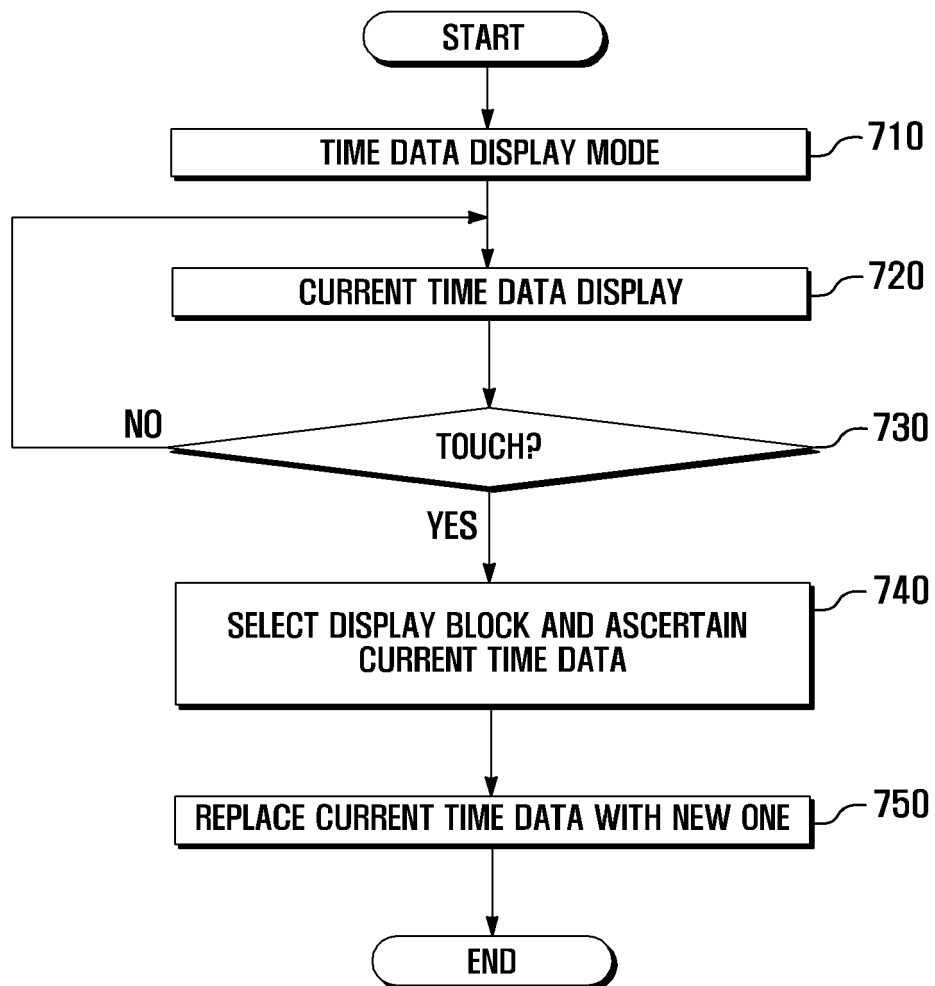 START
TIME DATA DISPLAY MODE
710
CURRENT TIME DATA DISPLAY
720
NO
TOUCH?
730
YES
SELECT DISPLAY BLOCK AND ASCERTAIN
CURRENT TIME DATA
740
REPLACE CURRENT TIME DATA WITH NEW ONE
750
END